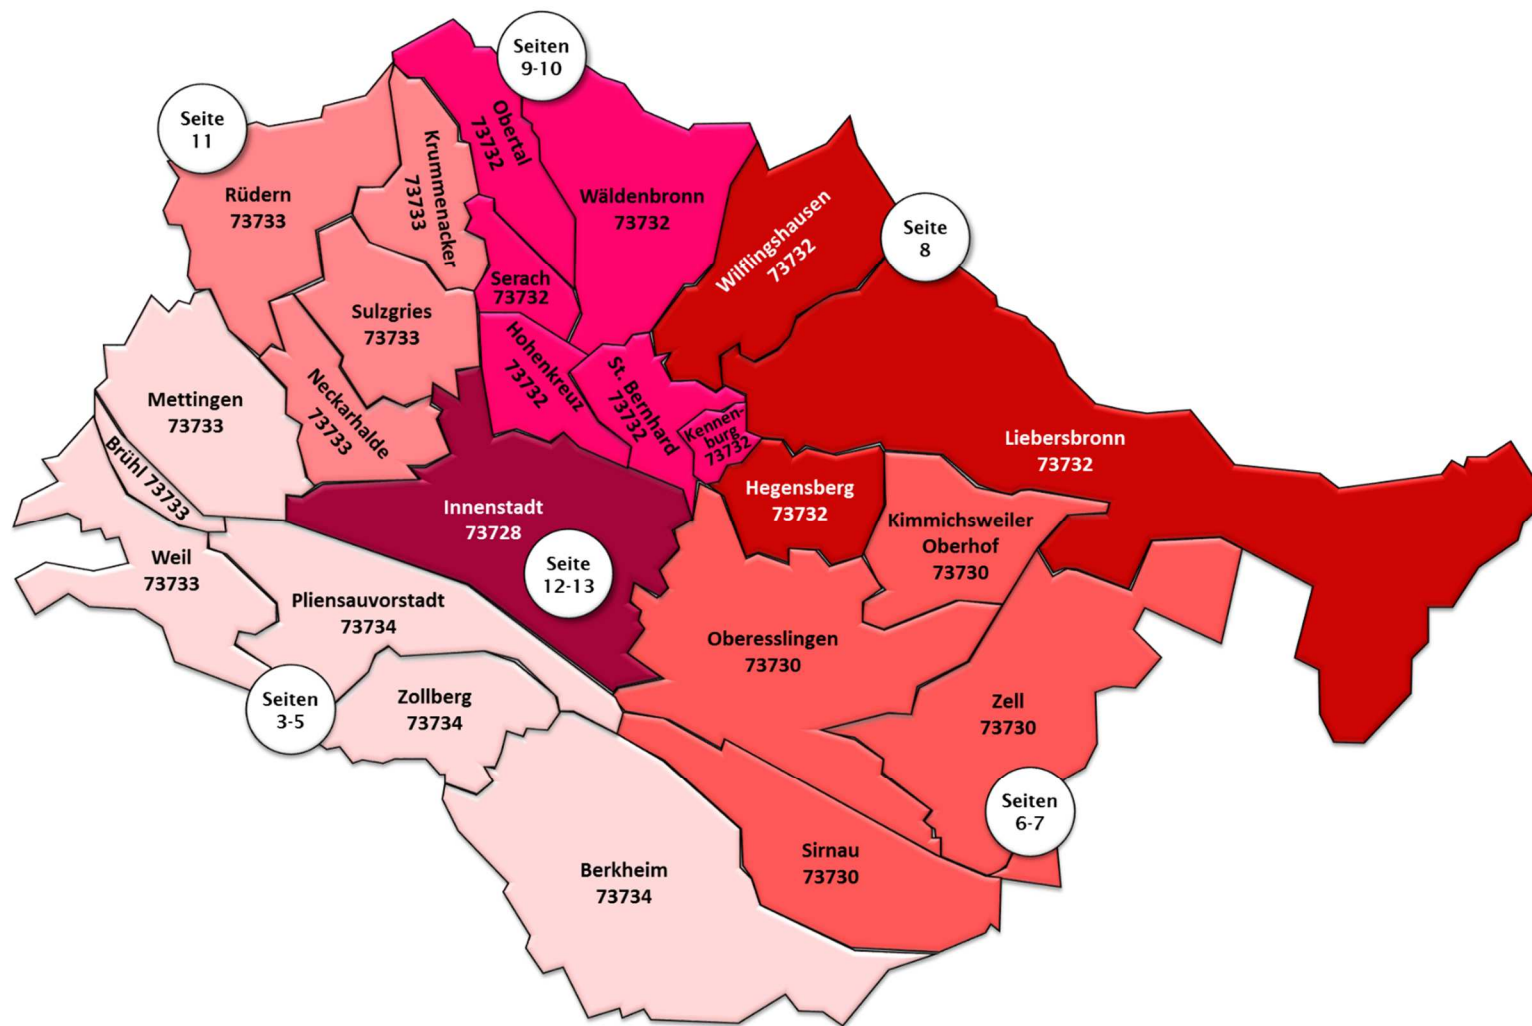 Seiten
9-10
Seite
11
Obertal
73732
Krummenacker
73733
Rüdern
73733
Wäldenbronn
73732
Wilflingshausen
73732
Seite
8
Serach
73732
Sulzgries
73733
Hohenkreuz
73732
St. Bernhard
73732
Neckarhalde
73733
Mettingen
73733
Kennen-
burg
73732
Liebersbronn
73732
Brühl 73733
Innenstadt
73728
Hegensberg
73732
Kimmichsweiler
Oberhof
73730
Weil
73733
Seite
12-13
Pliensauvorstadt
73734
Oberesslingen
73730
Seiten
3-5
Zollberg
73734
Zell
73730
Seiten
6-7
Sirnau
73730
Berkheim
73734